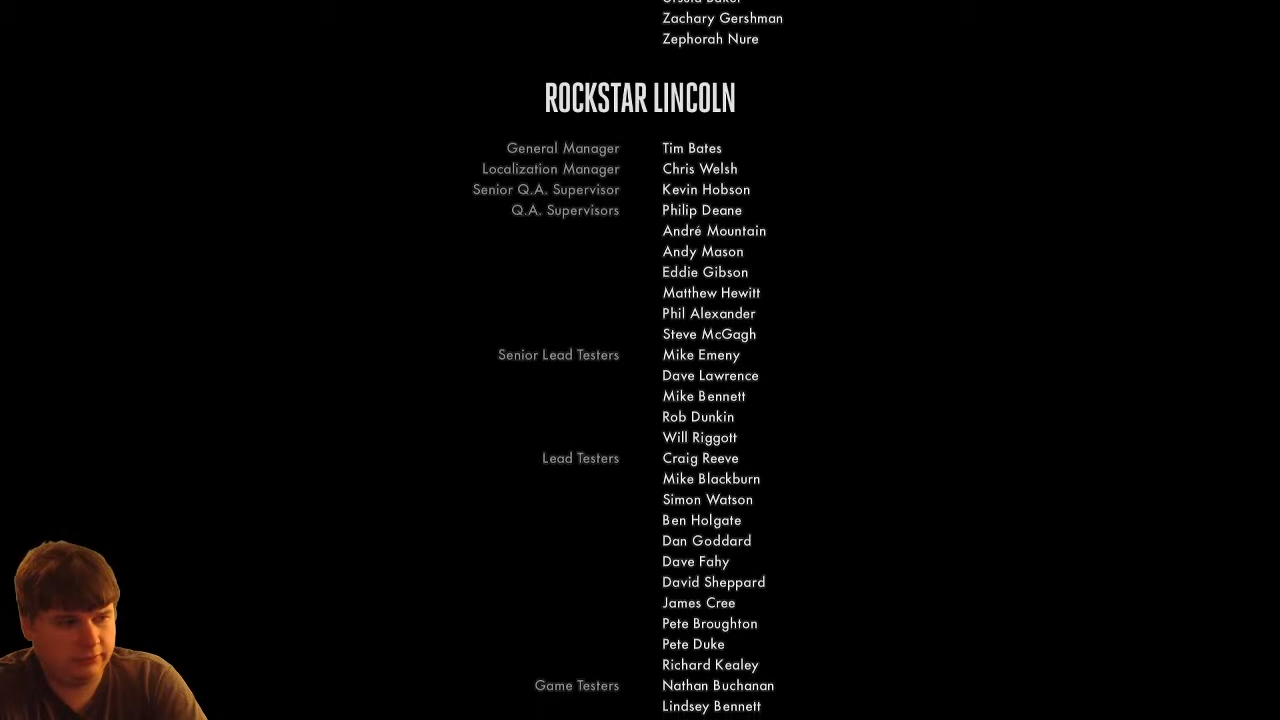 Zachary Gershman
Zephorah Nure
ROCKSTAR LINCOLN
General Manager Tim Bates
Localization Manager Chris Welsh
Senior Q.A. Supervisor Kevin Hobson
Q.A. Supervisors Philip Deane
André Mountain
Andy Mason
Eddie Gibson
Matthew Hewitt
Phil Alexander
Steve McGagh
Senior Lead Testers Mike Emeny
Dave Lawrence
Mike Bennett
Rob Dunkin
Will Riggott
Lead Testers Craig Reeve
Mike Blackburn
Simon Watson
Ben Holgate
Dan Goddard
Dave Fahy
David Sheppard
James Cree
Pete Broughton
Pete Duke
Richard Kealey
Game Testers Nathan Buchanan
Lindsey Bennett